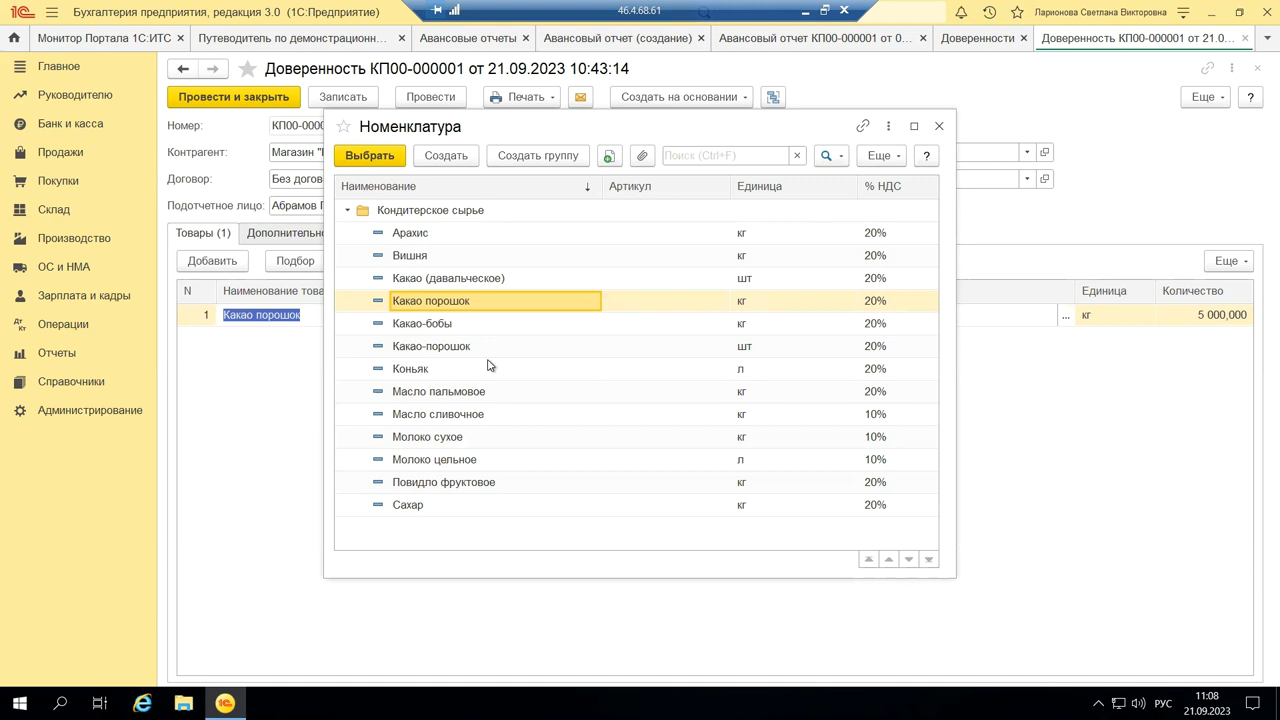 Бухгалтерия предприятия, редакция 3.0 (1С:Предприятие)
46.4.68.61
Ларионова Светлана Викторовна
Монитор Портала 1С:ИТС
Путеводитель по демонстрационн...
Авансовые отчеты
Авансовый отчет (создание)
Авансовый отчет КП00-000001 от 0...
Доверенности
Доверенность КП00-000001 от 21.0...
Главное
Руководителю
Банк и касса
Продажи
Покупки
Склад
Производство
ОС и НМА
Зарплата и кадры
Операции
Отчеты
Справочники
Администрирование
Доверенность КП00-000001 от 21.09.2023 10:43:14
Провести и закрыть
Записать
Провести
Печать
Создать на основании
Еще
?
Номер:
КП00-0000
Контрагент:
Магазин "
Договор:
Без догов
Подотчетное лицо:
Абрамов Г
Товары (1)
Дополнительно
Добавить
Подбор
Еще
N
Наименование това
Единица
Количество
1
Какао порошок
...
кг
5 000,000
Номенклатура
Выбрать
Создать
Создать группу
Поиск (Ctrl+F)
Еще
?
Наименование
Артикул
Единица
% НДС
Кондитерское сырье
Арахис кг 20%
Вишня кг 20%
Какао (давальческое) шт 20%
Какао порошок кг 20%
Какао-бобы кг 20%
Какао-порошок шт 20%
Коньяк л 20%
Масло пальмовое кг 20%
Масло сливочное кг 10%
Молоко сухое кг 10%
Молоко цельное л 10%
Повидло фруктовое кг 20%
Сахар кг 20%
РУС
11:08
21.09.2023